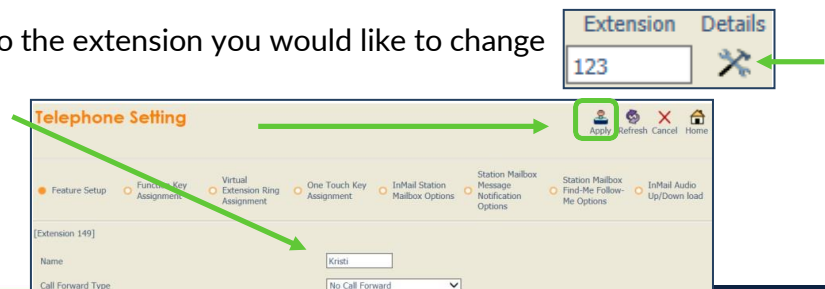 o the extension you would like to change
Extension Details
123
Telephone Setting
Apply Refresh Cancel Home
Feature Setup
Function Key
Assignment
Virtual
Extension Ring
Assignment
One Touch Key
Assignment
InMail Station
Mailbox Options
Station Mailbox
Message
Notification
Options
Station Mailbox
Find-Me Follow-
Me Options
InMail Audio
Up/Down load
[Extension 149]
Name Kristi
Call Forward Type No Call Forward